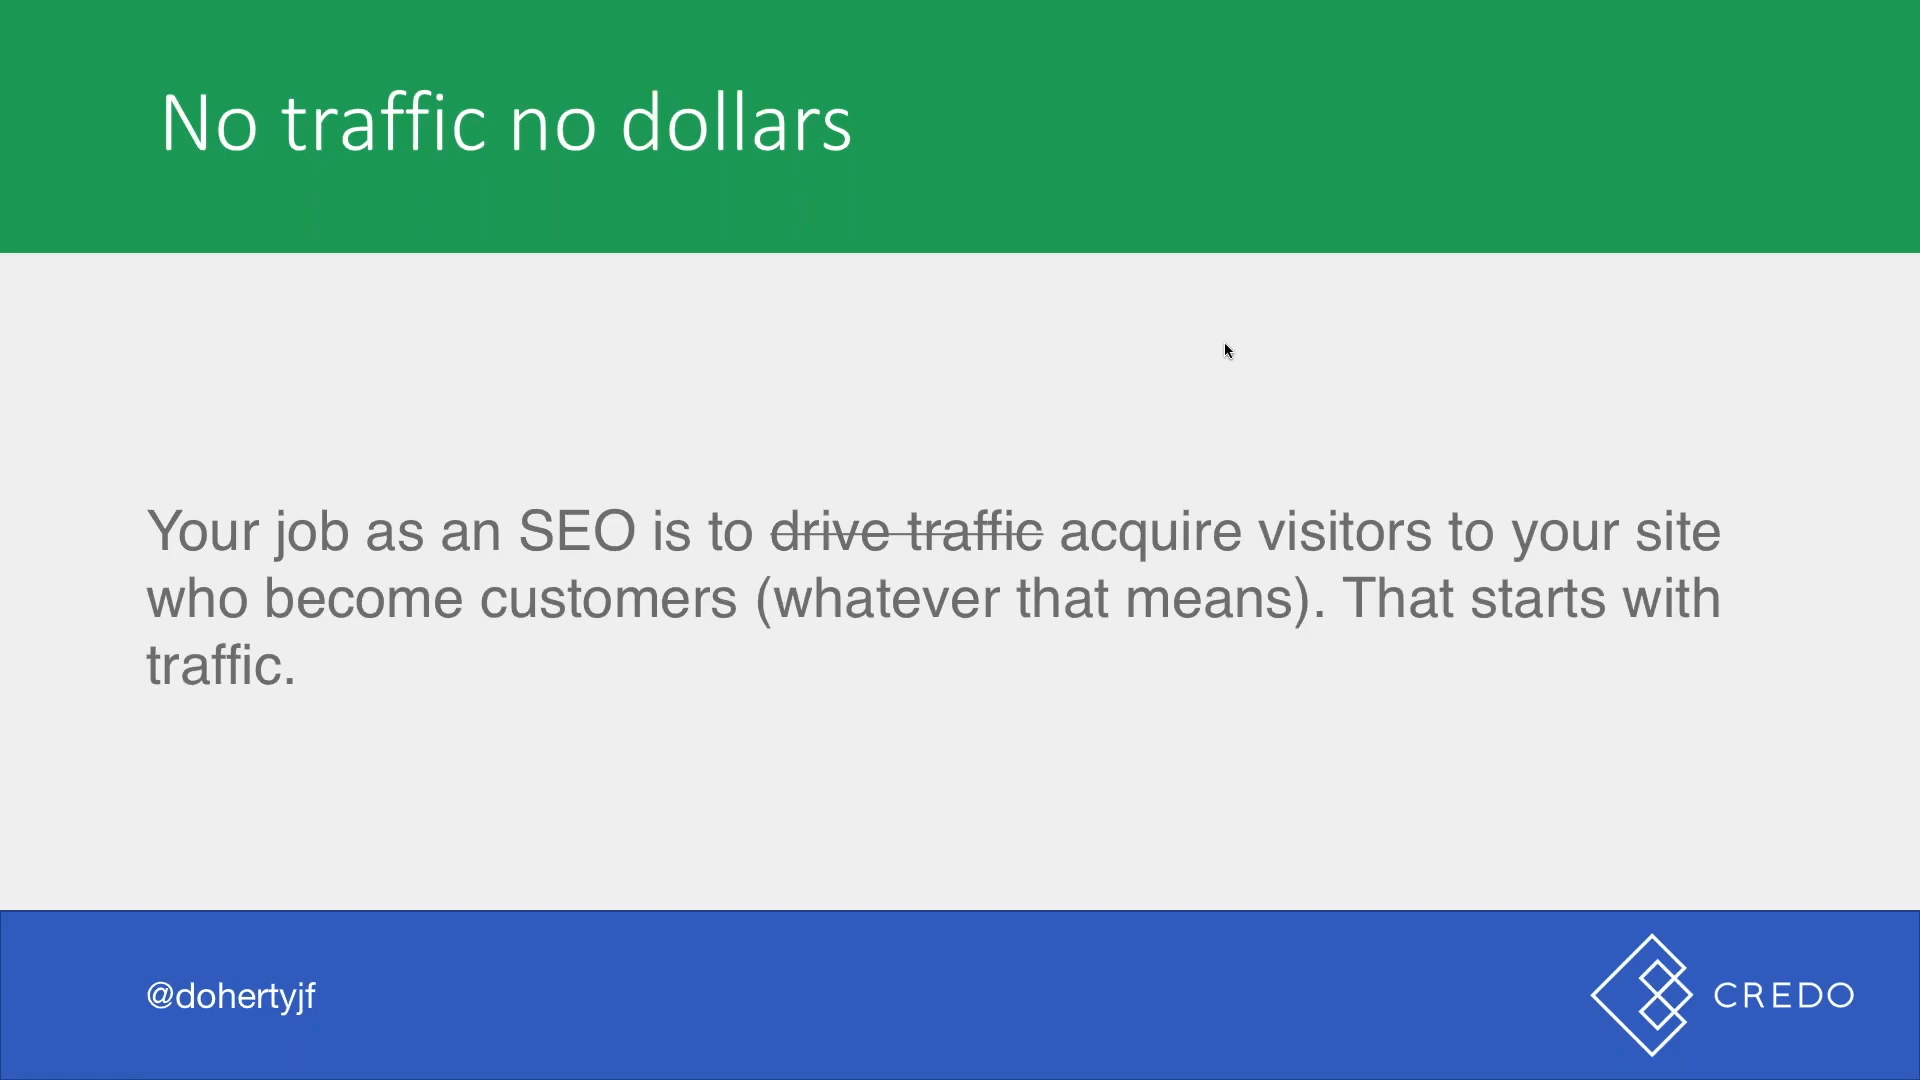 No traffic no dollars
Your job as an SEO is to drive traffic acquire visitors to your site
who become customers (whatever that means). That starts with
traffic.
@dohertyjf
CREDO